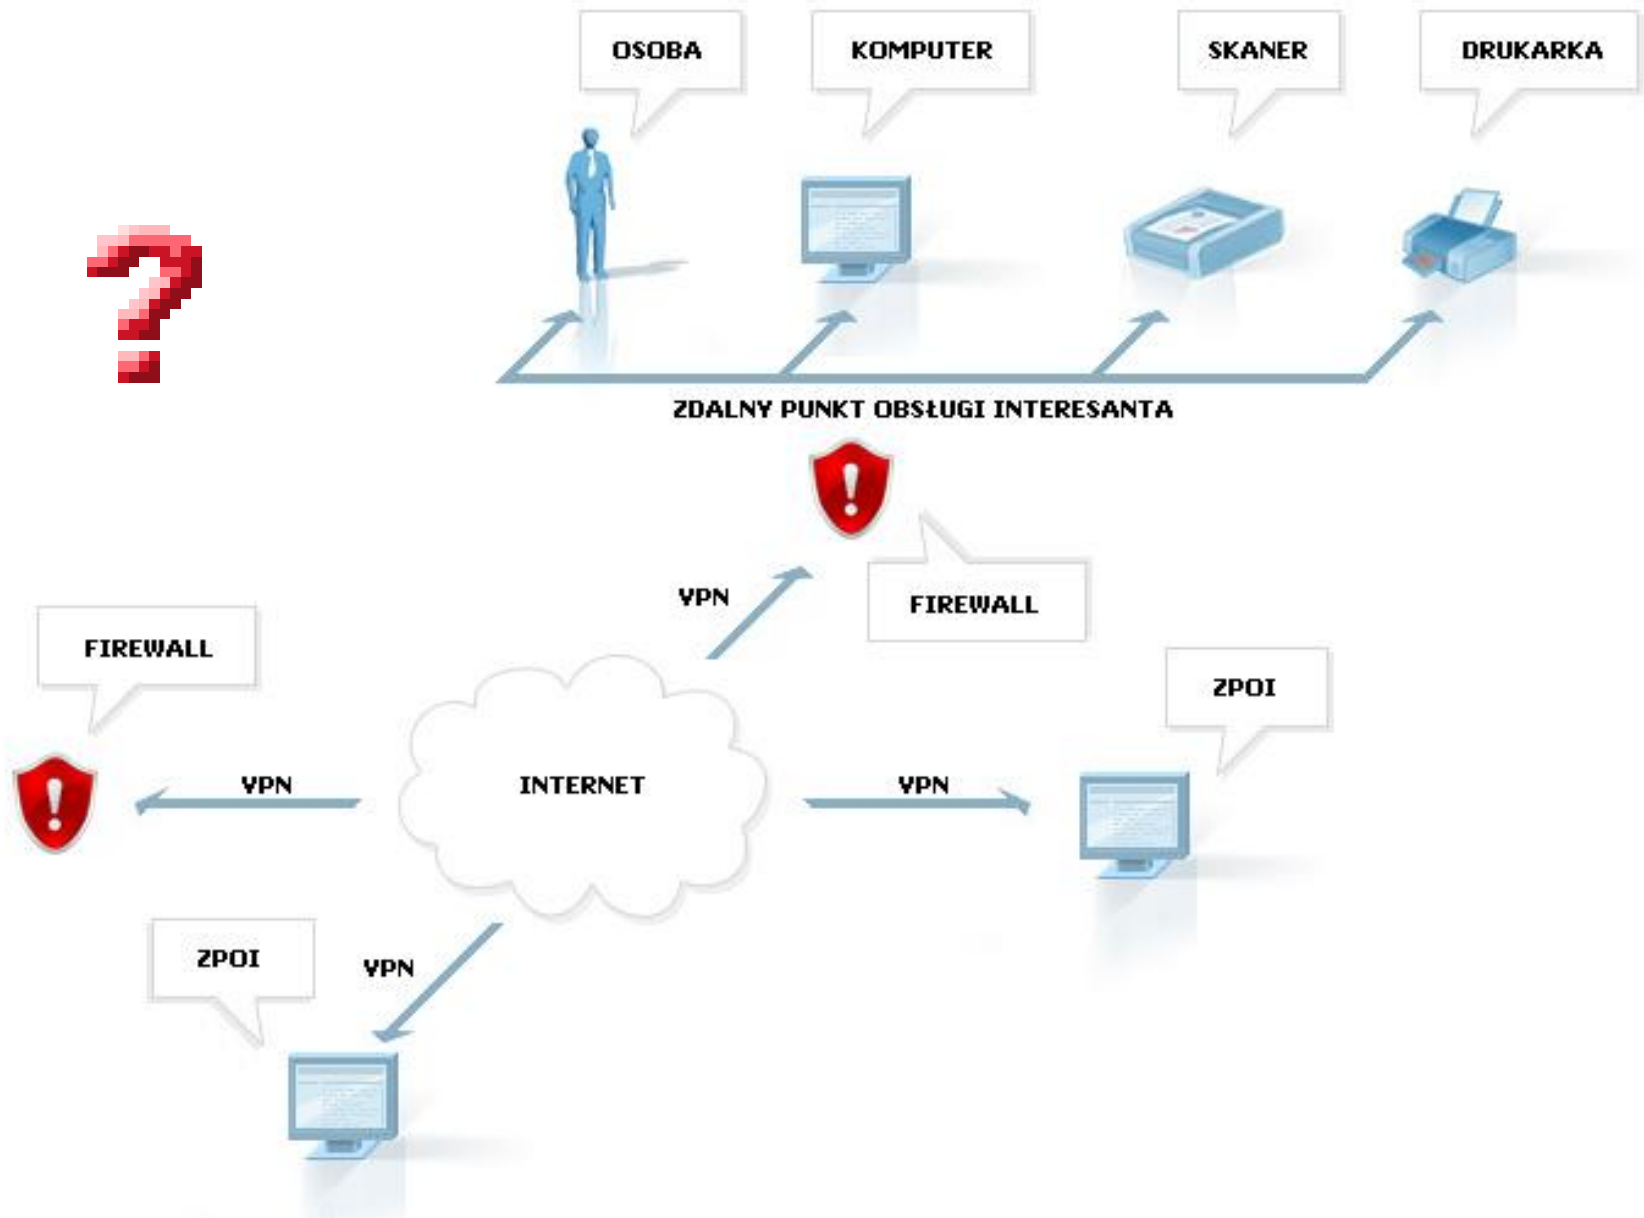 OSOBA
KOMPUTER
SKANER
DRUKARKA
?
ZDALNY PUNKT OBSŁUGI INTERESANTA
VPN
FIREWALL
FIREWALL
ZPOI
VPN
INTERNET
VPN
ZPOI
VPN